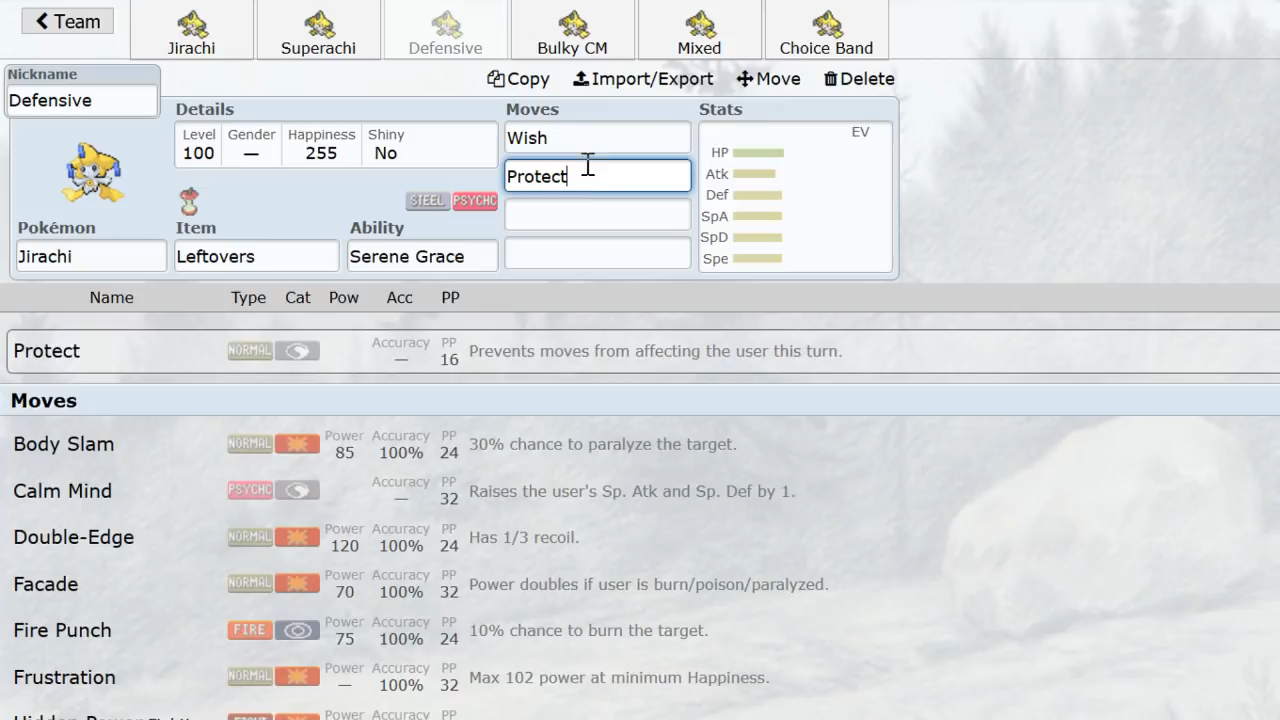 Team
Jirachi
Superachi
Defensive
Bulky CM
Mixed
Choice Band
Nickname
Defensive
Copy
Import/Export
Move
Delete
Details
Level
100
Gender
—
Happiness
255
Shiny
No
STEEL
PSYCHC
Pokémon
Jirachi
Item
Leftovers
Ability
Serene Grace
Moves
Wish
Protect
Stats
EV
HP
Atk
Def
SpA
SpD
Spe
Name Type Cat Pow Acc PP
Protect NORMAL Accuracy — PP 16 Prevents moves from affecting the user this turn.
Moves
Body Slam NORMAL Power 85 Accuracy 100% PP 24 30% chance to paralyze the target.
Calm Mind PSYCHC Accuracy — PP 32 Raises the user's Sp. Atk and Sp. Def by 1.
Double-Edge NORMAL Power 120 Accuracy 100% PP 24 Has 1/3 recoil.
Facade NORMAL Power 70 Accuracy 100% PP 32 Power doubles if user is burn/poison/paralyzed.
Fire Punch FIRE Power 75 Accuracy 100% PP 24 10% chance to burn the target.
Frustration NORMAL Power — Accuracy 100% PP 32 Max 102 power at minimum Happiness.
Power Accuracy PP